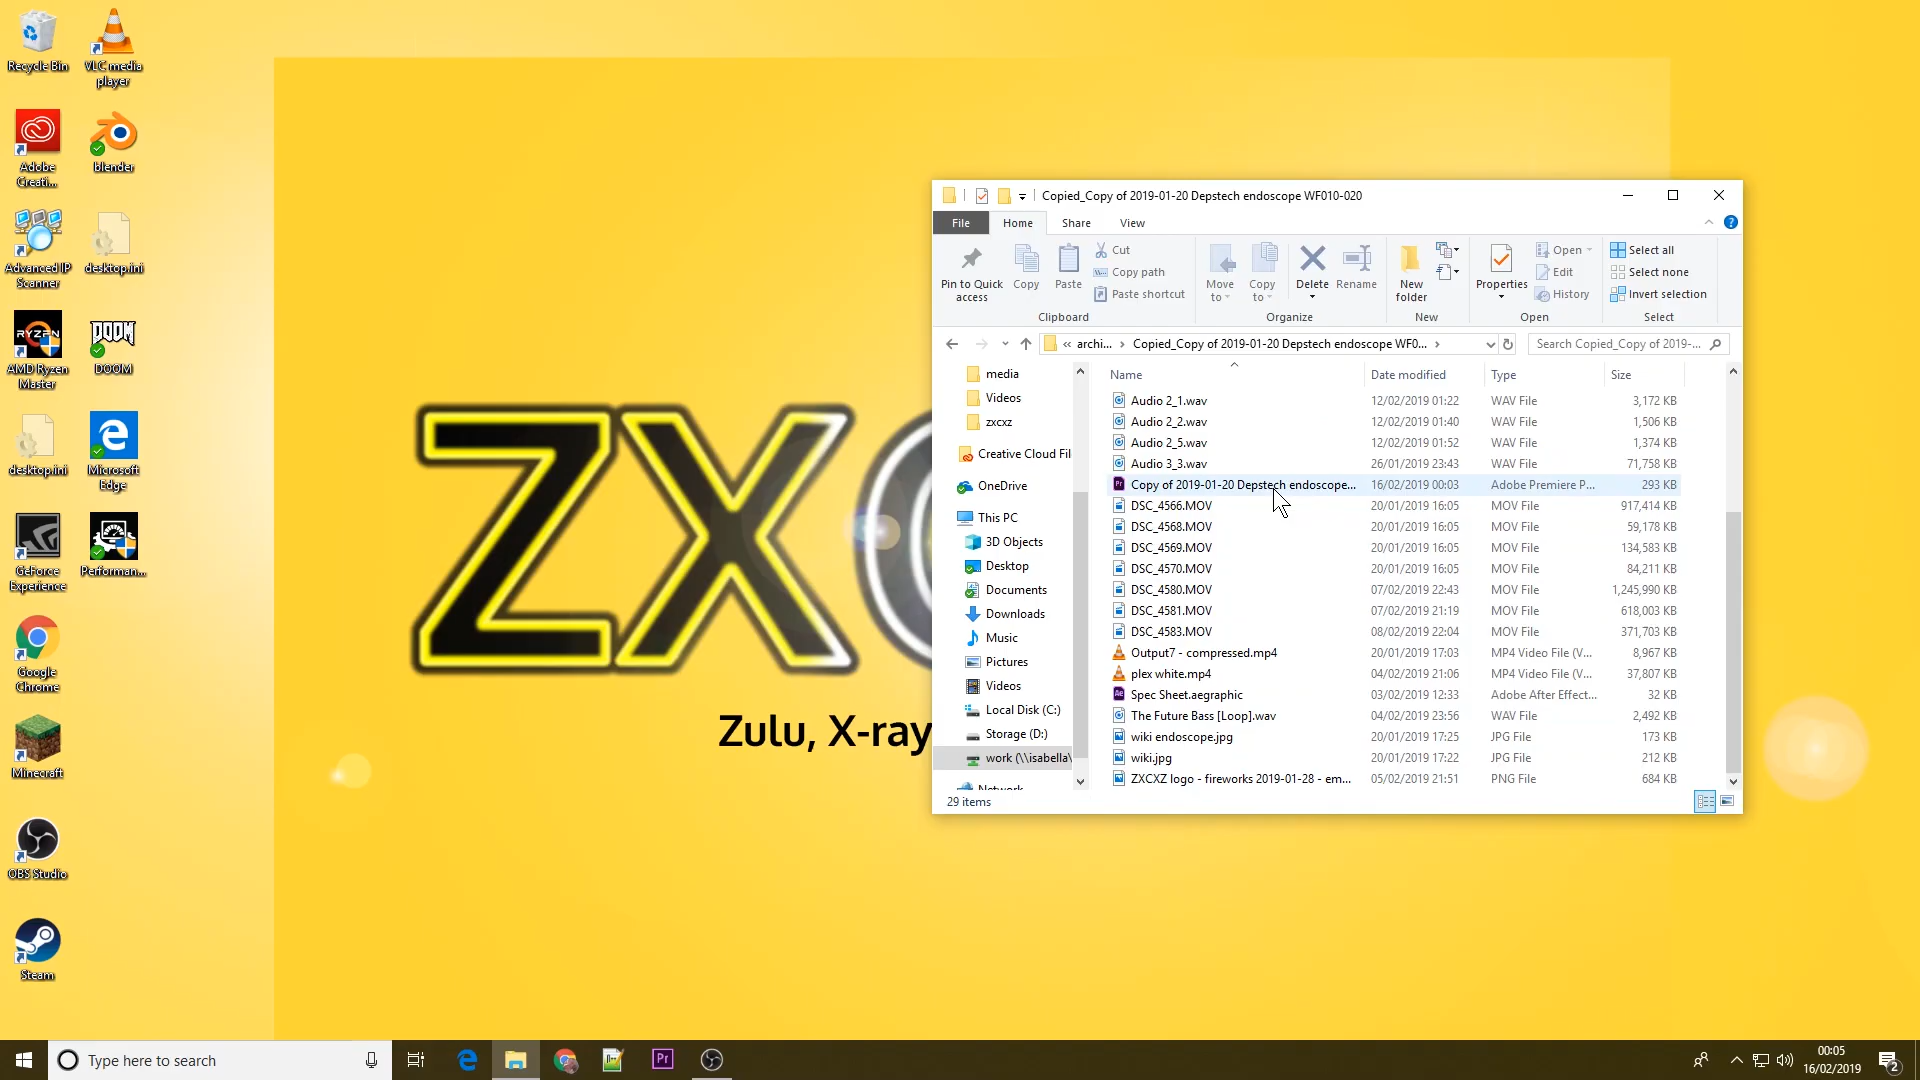 Recycle Bin
VLC media
player
Adobe
Creati...
blender
Advanced IP
Scanner
desktop.ini
AMD Ryzen
Master
RYZEN
DOOM
DOOM
desktop.ini
Microsoft
Edge
GeForce
Experience
Performan...
Google
Chrome
Minecraft
OBS Studio
Steam
ZX
Zulu, X-ray
Copied_Copy of 2019-01-20 Depstech endoscope WF010-020
File Home Share View
Pin to Quick
access
Copy
Paste
Cut
Copy path
Paste shortcut
Move
to
Copy
to
Delete
Rename
New
folder
Properties
Open
Edit
History
Select all
Select none
Invert selection
Clipboard Organize New Open Select
« archi... › Copied_Copy of 2019-01-20 Depstech endoscope WF0... ›
Search Copied_Copy of 2019-...
media
Videos
zxcxz
Creative Cloud Fil
OneDrive
This PC
3D Objects
Desktop
Documents
Downloads
Music
Pictures
Videos
Local Disk (C:)
Storage (D:)
work (\\isabella\
Network
Name Date modified Type Size
Audio 2_1.wav 12/02/2019 01:22 WAV File 3,172 KB
Audio 2_2.wav 12/02/2019 01:40 WAV File 1,506 KB
Audio 2_5.wav 12/02/2019 01:52 WAV File 1,374 KB
Audio 3_3.wav 26/01/2019 23:43 WAV File 71,758 KB
Copy of 2019-01-20 Depstech endoscope... 16/02/2019 00:03 Adobe Premiere P... 293 KB
DSC_4566.MOV 20/01/2019 16:05 MOV File 917,414 KB
DSC_4568.MOV 20/01/2019 16:05 MOV File 59,178 KB
DSC_4569.MOV 20/01/2019 16:05 MOV File 134,583 KB
DSC_4570.MOV 20/01/2019 16:05 MOV File 84,211 KB
DSC_4580.MOV 07/02/2019 22:43 MOV File 1,245,990 KB
DSC_4581.MOV 07/02/2019 21:19 MOV File 618,003 KB
DSC_4583.MOV 08/02/2019 22:04 MOV File 371,703 KB
Output7 - compressed.mp4 20/01/2019 17:03 MP4 Video File (V... 8,967 KB
plex white.mp4 04/02/2019 21:06 MP4 Video File (V... 37,807 KB
Spec Sheet.aegraphic 03/02/2019 12:33 Adobe After Effect... 32 KB
The Future Bass [Loop].wav 04/02/2019 23:56 WAV File 2,492 KB
wiki endoscope.jpg 20/01/2019 17:25 JPG File 173 KB
wiki.jpg 20/01/2019 17:22 JPG File 212 KB
ZXCXZ logo - fireworks 2019-01-28 - em... 05/02/2019 21:51 PNG File 684 KB
29 items
Type here to search
Pr
00:05
16/02/2019
2